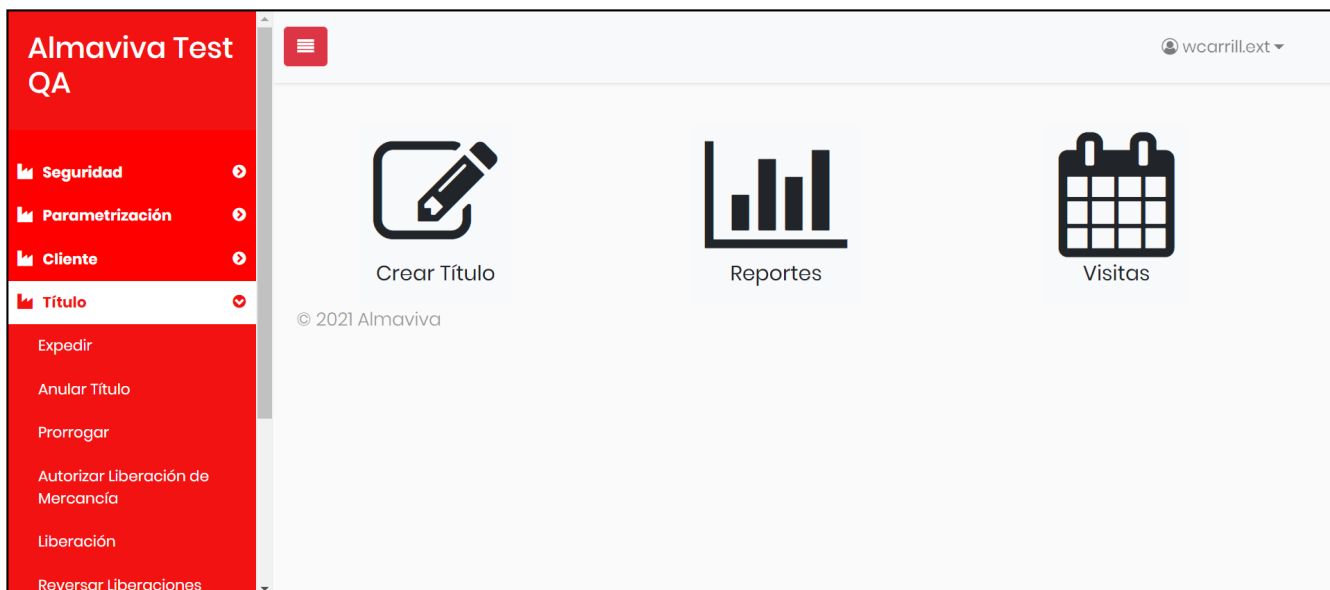 Almaviva Test
QA
wcarrill.ext
Seguridad
Parametrización
Cliente
Título
Expedir
Anular Título
Prorrogar
Autorizar Liberación de
Mercancía
Liberación
Reversar Liberaciones
Crear Título
Reportes
Visitas
© 2021 Almaviva